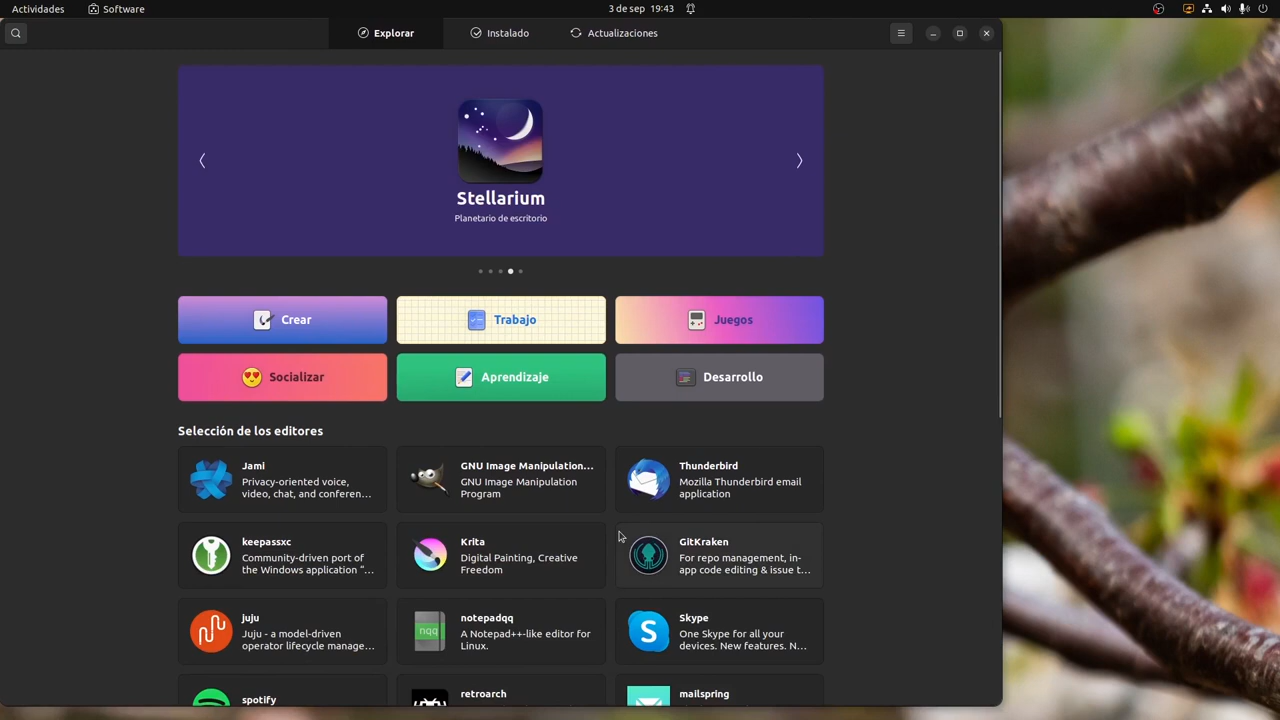 Actividades
Software
3 de sep 19:43
Explorar
Instalado
Actualizaciones
Stellarium
Planetario de escritorio
Crear
Trabajo
Juegos
Socializar
Aprendizaje
Desarrollo
Selección de los editores
Jami
Privacy-oriented voice,
video, chat, and conferen…
GNU Image Manipulation…
GNU Image Manipulation
Program
Thunderbird
Mozilla Thunderbird email
application
keepassxc
Community-driven port of
the Windows application “…
Krita
Digital Painting, Creative
Freedom
GitKraken
For repo management, in-
app code editing & issue t…
juju
Juju - a model-driven
operator lifecycle manage…
nqq
notepadqq
A Notepad++-like editor for
Linux.
S
Skype
One Skype for all your
devices. New features. N…
spotify
retroarch
mailspring